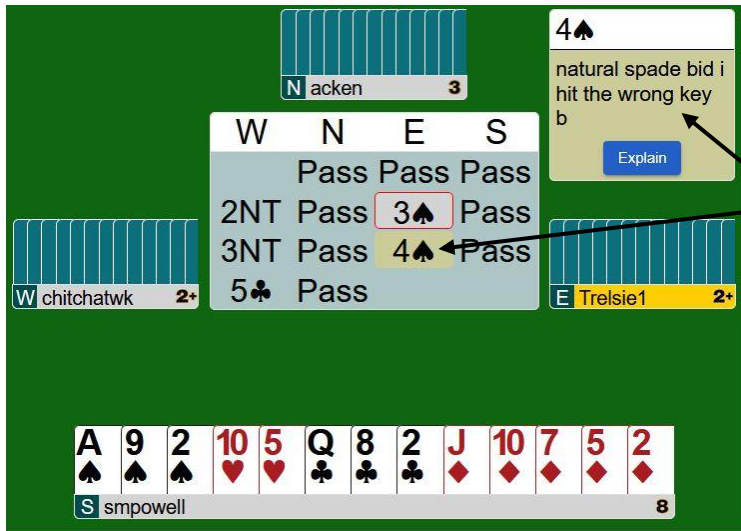 4♠
natural spade bid i
hit the wrong key
b
Explain
N acken 3
W N E S
Pass Pass Pass
2NT Pass 3♠ Pass
3NT Pass 4♠ Pass
5♣ Pass
W chitchatwk 2+
E Trelsie1 2+
A♠ 9♠ 2♠ 10♥ 5♥ Q♣ 8♣ 2♣ J♦ 10♦ 7♦ 5♦ 2♦
S smpowell 8